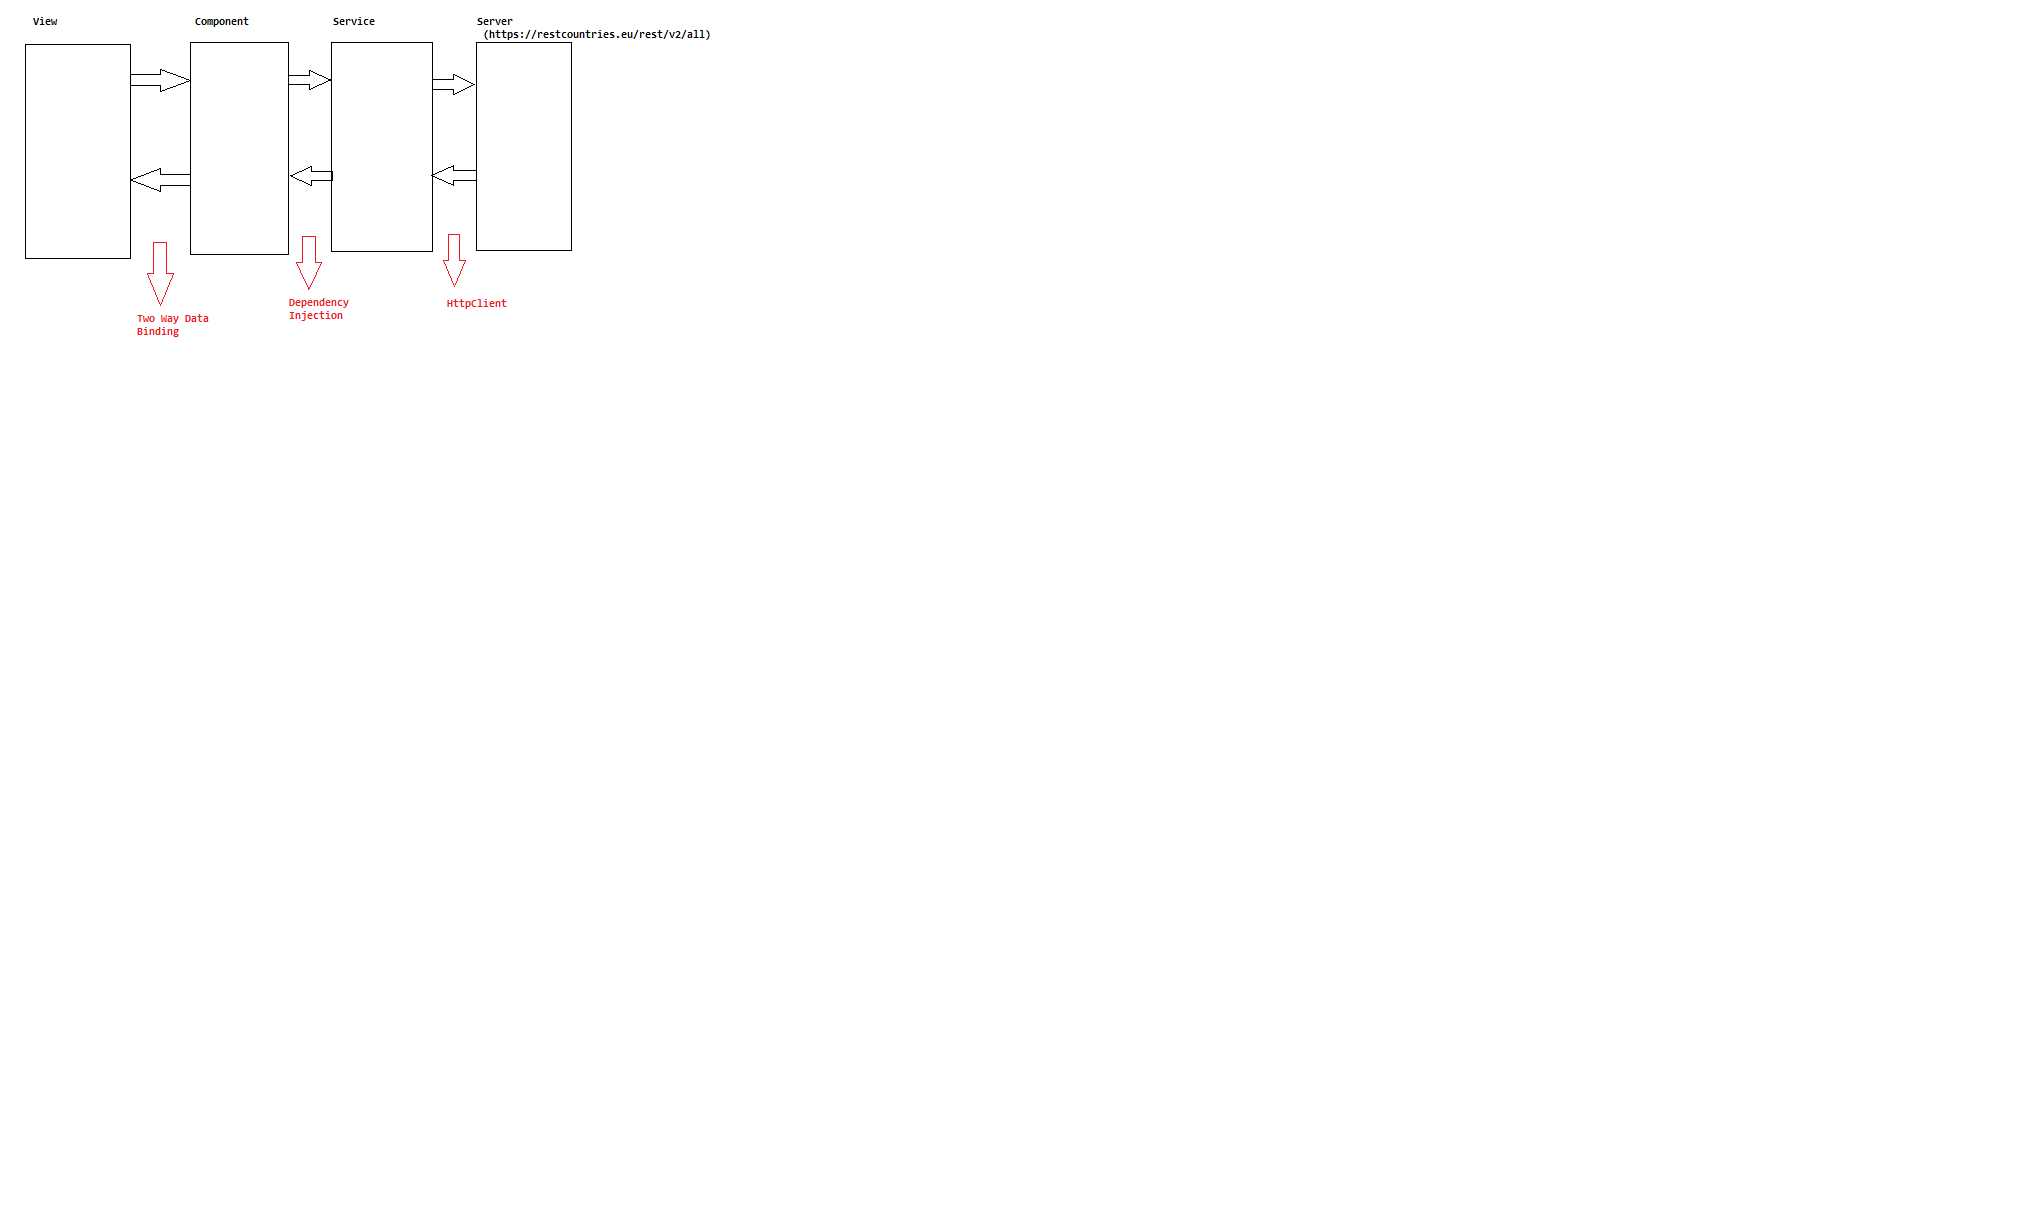 View
Component
Service
Server
(https://restcountries.eu/rest/v2/all)
Two Way Data
Binding
Dependency
Injection
HttpClient